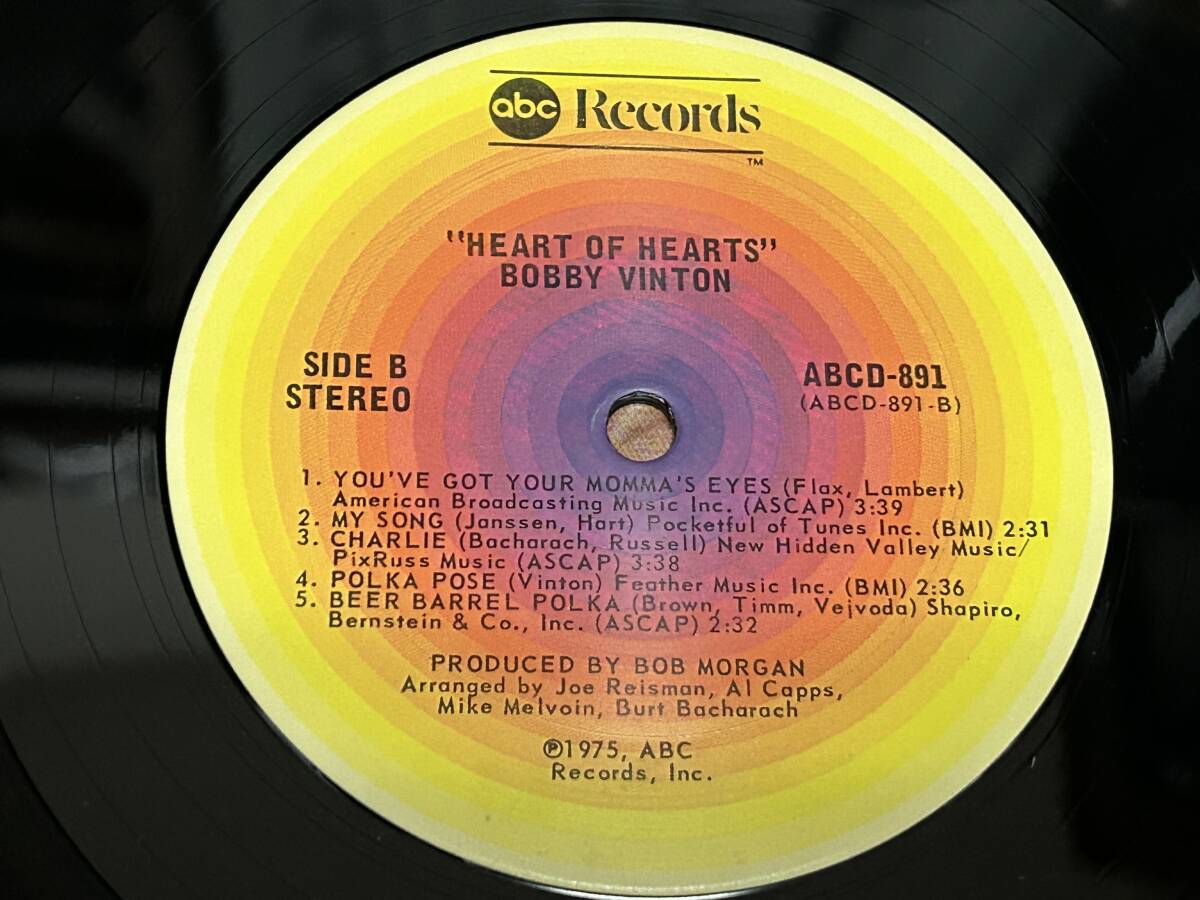 abc Records
TM
"HEART OF HEARTS"
BOBBY VINTON
SIDE B
STEREO
ABCD-891
(ABCD-891-B)
1. YOU'VE GOT YOUR MOMMA'S EYES (Flax, Lambert)
American Broadcasting Music Inc. (ASCAP) 3:39
2. MY SONG (Janssen, Hart) Pocketful of Tunes Inc. (BMI) 2:31
3. CHARLIE (Bacharach, Russell) New Hidden Valley Music/
PixRuss Music (ASCAP) 3:38
4. POLKA POSE (Vinton) Feather Music Inc. (BMI) 2:36
5. BEER BARREL POLKA (Brown, Timm, Vejvoda) Shapiro,
Bernstein & Co., Inc. (ASCAP) 2:32
PRODUCED BY BOB MORGAN
Arranged by Joe Reisman, Al Capps,
Mike Melvoin, Burt Bacharach
℗1975, ABC
Records, Inc.